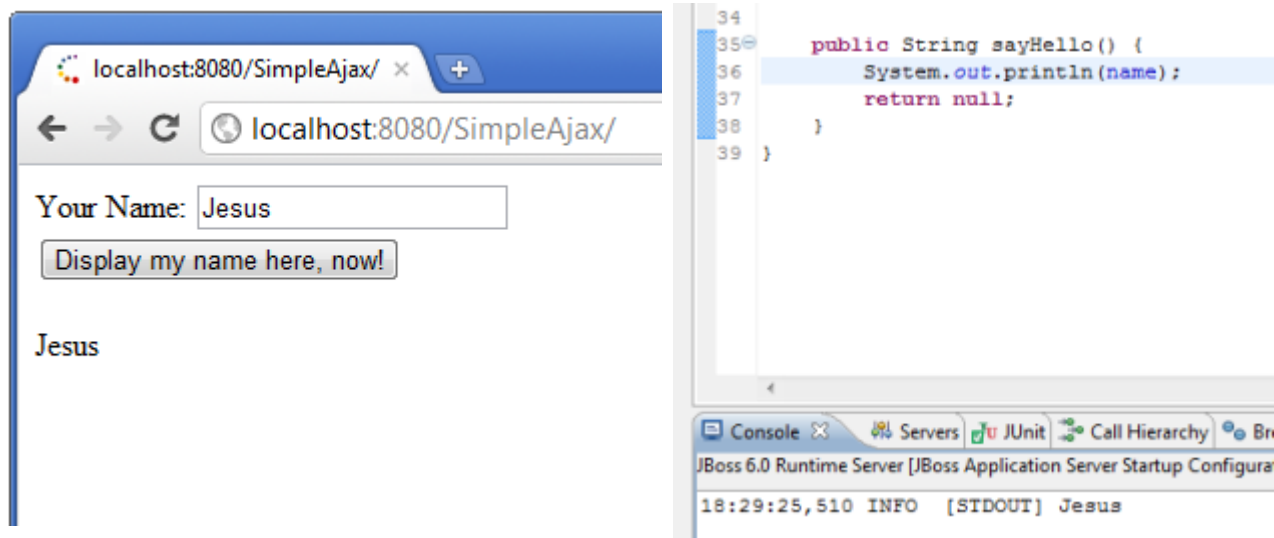 localhost:8080/SimpleAjax/
localhost:8080/SimpleAjax/
Your Name: Jesus
Display my name here, now!
Jesus
34
35 public String sayHello() {
36 System.out.println(name);
37 return null;
38 }
39 }
Console Servers JUnit Call Hierarchy
JBoss 6.0 Runtime Server [JBoss Application Server Startup
18:29:25,510 INFO [STDOUT] Jesus